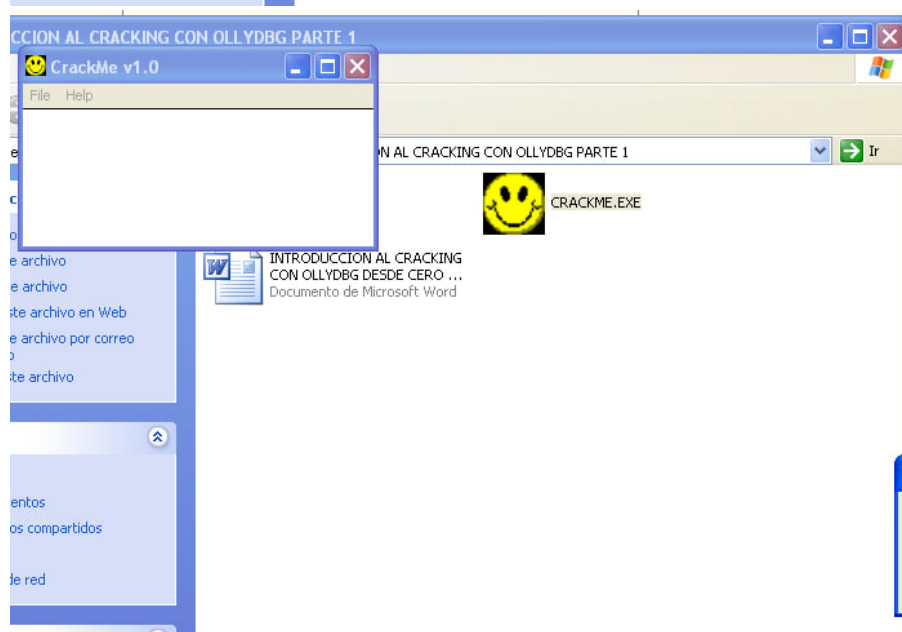 CCION AL CRACKING CON OLLYDBG PARTE 1
CrackMe v1.0
File Help
N AL CRACKING CON OLLYDBG PARTE 1
Ir
CRACKME.EXE
INTRODUCCION AL CRACKING
CON OLLYDBG DESDE CERO ...
Documento de Microsoft Word
e archivo
e archivo
ste archivo en Web
e archivo por correo
ste archivo
entos
os compartidos
de red